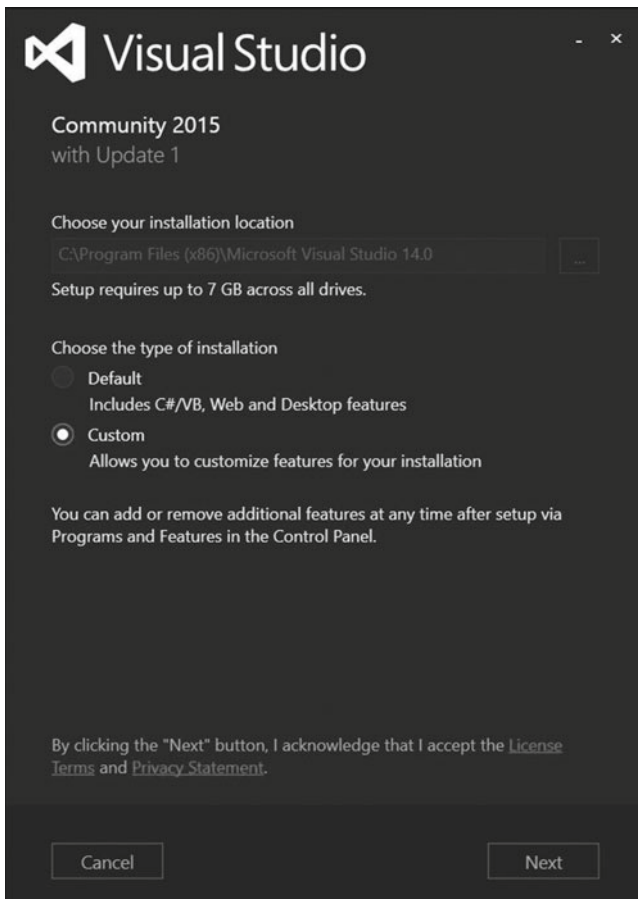 Visual Studio
Community 2015
with Update 1
Choose your installation location
C:\Program Files (x86)\Microsoft Visual Studio 14.0
...
Setup requires up to 7 GB across all drives.
Choose the type of installation
Default
Includes C#/VB, Web and Desktop features
Custom
Allows you to customize features for your installation
You can add or remove additional features at any time after setup via
Programs and Features in the Control Panel.
By clicking the "Next" button, I acknowledge that I accept the License
Terms and Privacy Statement.
Cancel
Next